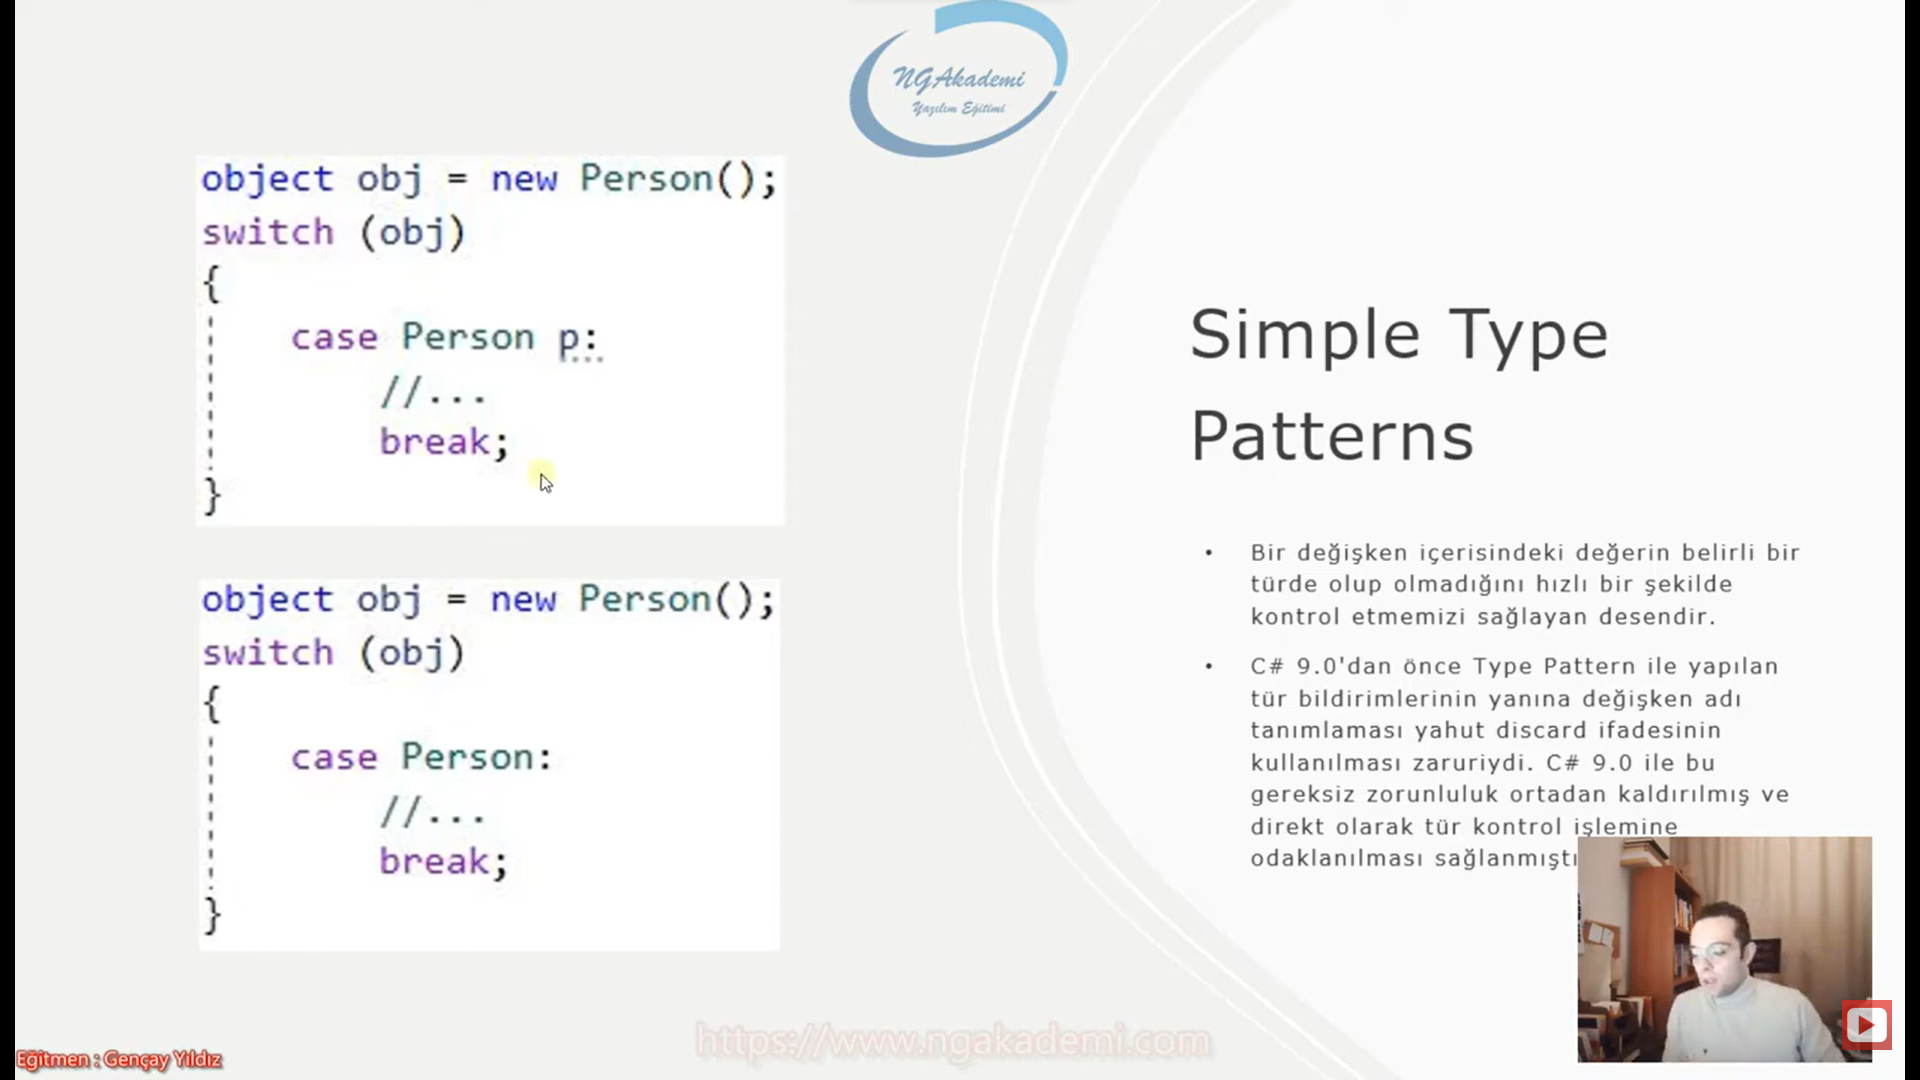 NGAkademi
Yazılım Eğitimi
object obj = new Person();
switch (obj)
{
case Person p:
//...
break;
}
object obj = new Person();
switch (obj)
{
case Person:
//...
break;
}
Simple Type
Patterns
• Bir değişken içerisindeki değerin belirli bir
türde olup olmadığını hızlı bir şekilde
kontrol etmemizi sağlayan desendir.
• C# 9.0'dan önce Type Pattern ile yapılan
tür bildirimlerinin yanına değişken adı
tanımlaması yahut discard ifadesinin
kullanılması zaruriydi. C# 9.0 ile bu
gereksiz zorunluluk ortadan kaldırılmış ve
direkt olarak tür kontrol işlemine
odaklanılması sağlanmıştı
https://www.ngakademi.com
Eğitmen : Gençay Yıldız